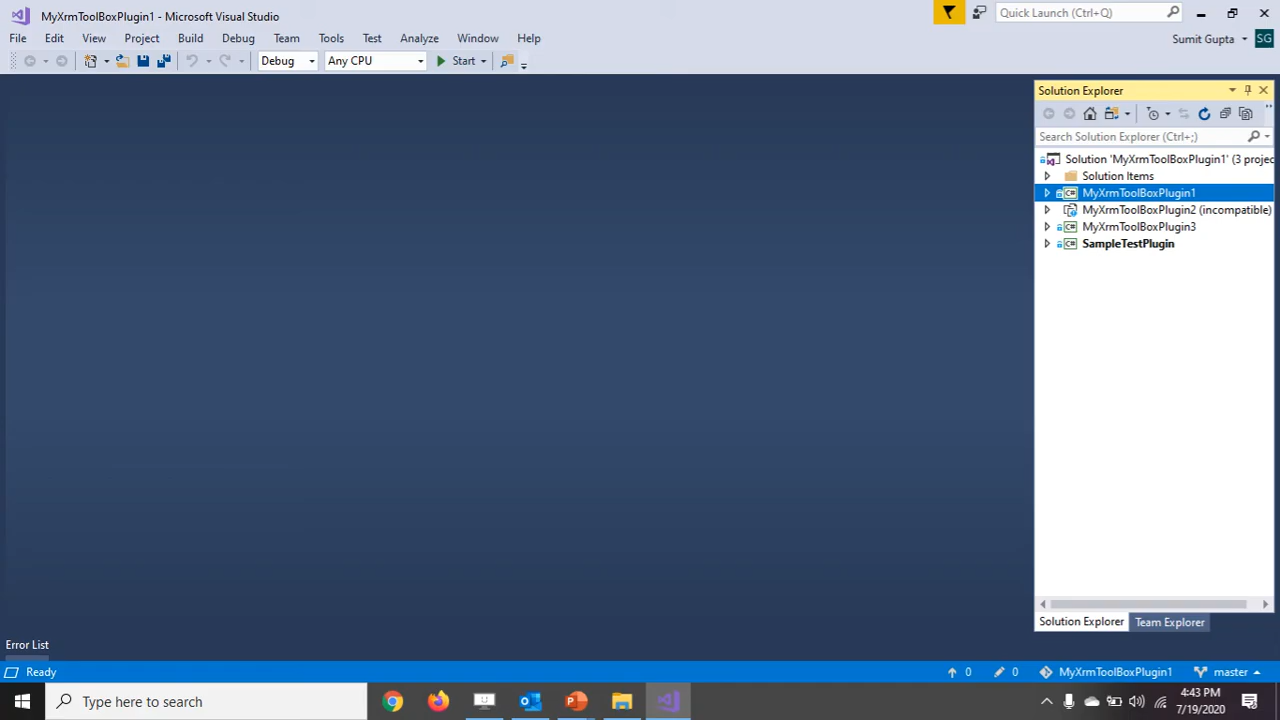 MyXrmToolBoxPlugin1 - Microsoft Visual Studio
Quick Launch (Ctrl+Q)
File Edit View Project Build Debug Team Tools Test Analyze Window Help
Sumit Gupta SG
Debug Any CPU Start
Solution Explorer
Search Solution Explorer (Ctrl+;)
Solution 'MyXrmToolBoxPlugin1' (3 projec
Solution Items
C# MyXrmToolBoxPlugin1
MyXrmToolBoxPlugin2 (incompatible)
C# MyXrmToolBoxPlugin3
C# SampleTestPlugin
Solution Explorer Team Explorer
Error List
Ready 0 0 MyXrmToolBoxPlugin1 master
Type here to search
4:43 PM
7/19/2020